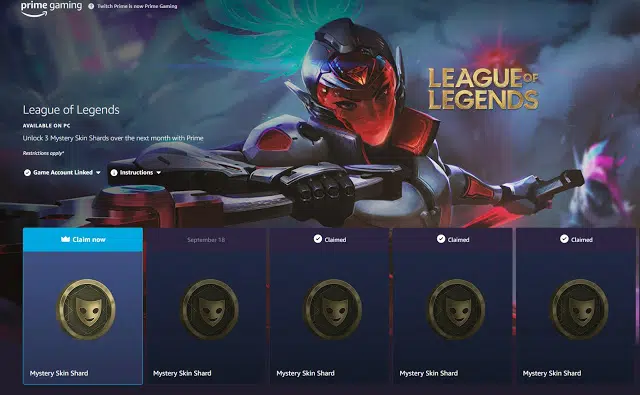 prime gaming
Twitch Prime is now Prime Gaming
LEAGUE OF
LEGENDS
League of Legends
AVAILABLE ON PC
Unlock 3 Mystery Skin Shards over the next month with Prime
Restrictions apply*
Game Account Linked
Instructions
Claim now
September 18
Claimed
Claimed
Claimed
Mystery Skin Shard
Mystery Skin Shard
Mystery Skin Shard
Mystery Skin Shard
Mystery Skin Shard